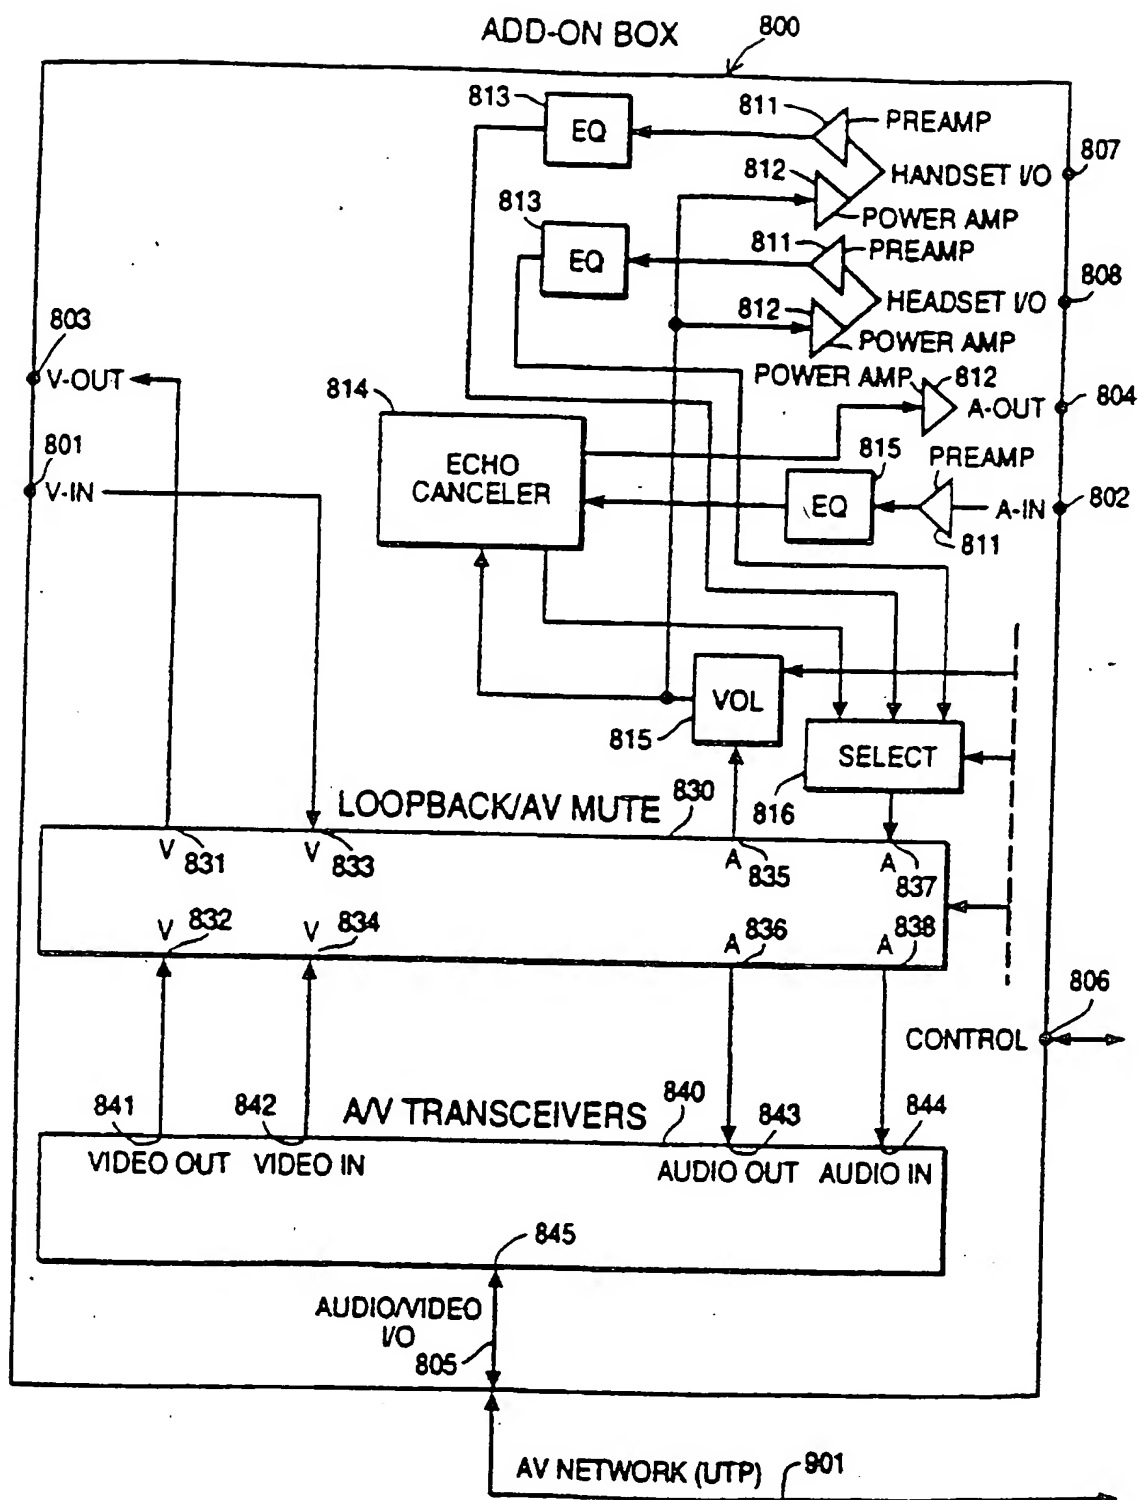 ADD-ON BOX
800
813
EQ
811
PREAMP
807
HANDSET I/O
812
POWER AMP
813
EQ
811
PREAMP
808
HEADSET I/O
812
POWER AMP
803
V-OUT
POWER AMP
812
A-OUT
804
814
ECHO
CANCELER
801
V-IN
815
PREAMP
EQ
A-IN
802
811
VOL
815
SELECT
816
LOOPBACK/AV MUTE
830
V
831
V
833
A
835
A
837
V
832
V
834
A
836
A
838
806
CONTROL
841
842
A/V TRANSCEIVERS
840
843
844
VIDEO OUT
VIDEO IN
AUDIO OUT
AUDIO IN
845
AUDIO/VIDEO
I/O
805
AV NETWORK (UTP)
901